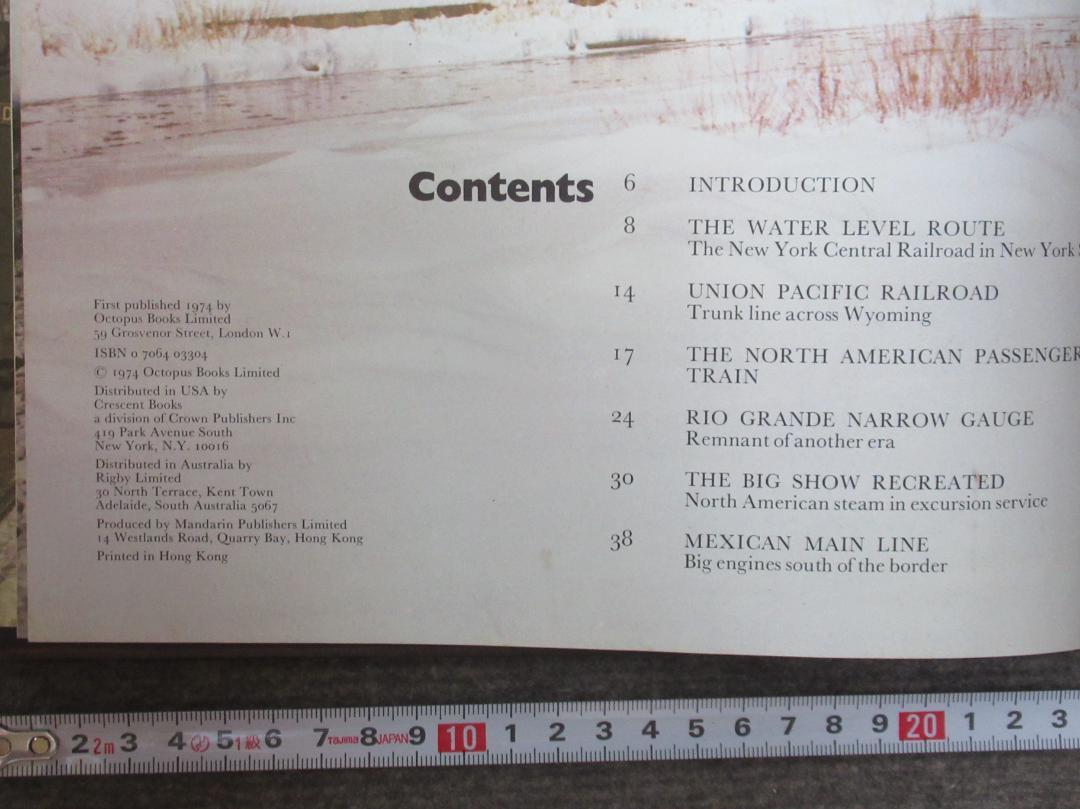 Contents
6 INTRODUCTION
8 THE WATER LEVEL ROUTE
The New York Central Railroad in New York
14 UNION PACIFIC RAILROAD
Trunk line across Wyoming
17 THE NORTH AMERICAN PASSENGER
TRAIN
24 RIO GRANDE NARROW GAUGE
Remnant of another era
30 THE BIG SHOW RECREATED
North American steam in excursion service
38 MEXICAN MAIN LINE
Big engines south of the border
First published 1974 by
Octopus Books Limited
59 Grosvenor Street, London W.1
ISBN 0 7064 03304
© 1974 Octopus Books Limited
Distributed in USA by
Crescent Books
a division of Crown Publishers Inc
419 Park Avenue South
New York, N.Y. 10016
Distributed in Australia by
Rigby Limited
30 North Terrace, Kent Town
Adelaide, South Australia 5067
Produced by Mandarin Publishers Limited
14 Westlands Road, Quarry Bay, Hong Kong
Printed in Hong Kong
2 2m 3 4 5 1級 6 7 Tajima 8 JAPAN 9 10 1 2 3 4 5 6 7 8 9 20 1 2 3